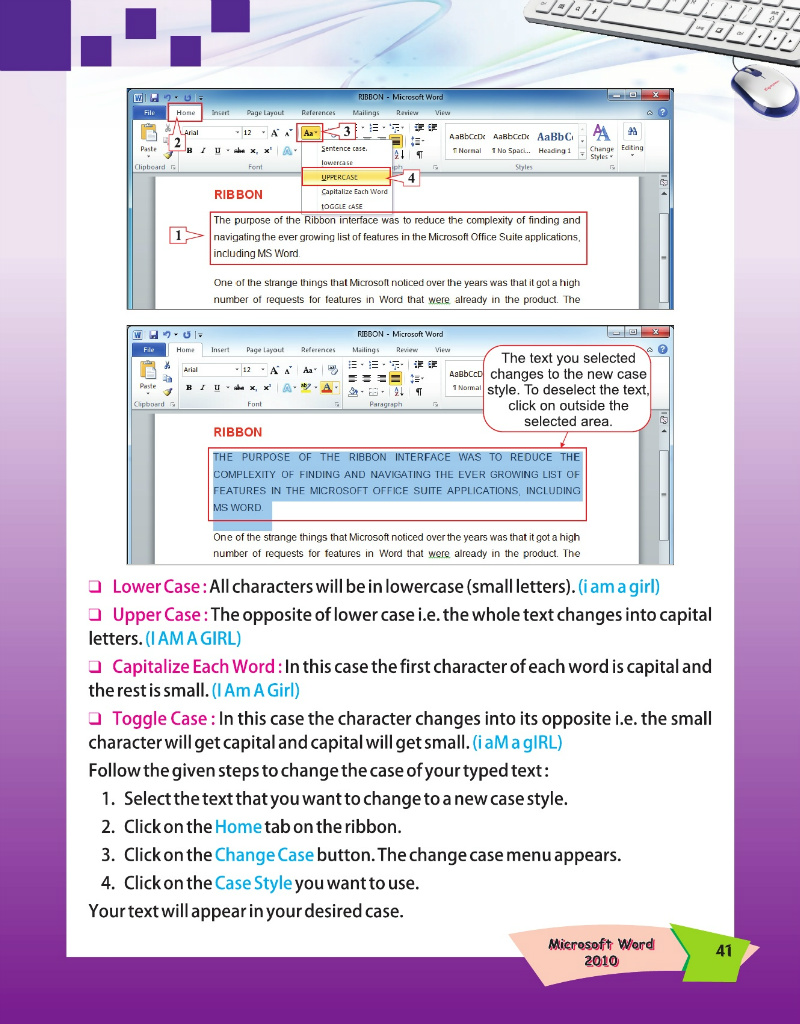 RIBBON - Microsoft Word
File Home Insert Page Layout References Mailings Review View
Arial 12 A A Aa 3
2
Paste B I U abc x, x² A
AaBbCcDc AaBbCcDc AaBbC
¶ Normal ¶ No Spaci... Heading 1
Change Styles Editing
Clipboard Font Styles
Sentence case.
lowercase
UPPERCASE 4
Capitalize Each Word
tOGGLE cASE
RIBBON
1
The purpose of the Ribbon interface was to reduce the complexity of finding and
navigating the ever growing list of features in the Microsoft Office Suite applications,
including MS Word.
One of the strange things that Microsoft noticed over the years was that it got a high
number of requests for features in Word that were already in the product. The
RIBBON - Microsoft Word
File Home Insert Page Layout References Mailings Review View
Arial 12 A A Aa
Paste B I U abc x, x² A ab A
AaBbCcD
¶ Normal
Clipboard Font Paragraph
The text you selected
changes to the new case
style. To deselect the text,
click on outside the
selected area.
RIBBON
THE PURPOSE OF THE RIBBON INTERFACE WAS TO REDUCE THE
COMPLEXITY OF FINDING AND NAVIGATING THE EVER GROWING LIST OF
FEATURES IN THE MICROSOFT OFFICE SUITE APPLICATIONS, INCLUDING
MS WORD.
One of the strange things that Microsoft noticed over the years was that it got a high
number of requests for features in Word that were already in the product. The
❑ Lower Case : All characters will be in lowercase (small letters). (i am a girl)
❑ Upper Case : The opposite of lower case i.e. the whole text changes into capital
letters. (I AM A GIRL)
❑ Capitalize Each Word : In this case the first character of each word is capital and
the rest is small. (I Am A Girl)
❑ Toggle Case : In this case the character changes into its opposite i.e. the small
character will get capital and capital will get small. (i aM a gIRL)
Follow the given steps to change the case of your typed text :
1. Select the text that you want to change to a new case style.
2. Click on the Home tab on the ribbon.
3. Click on the Change Case button. The change case menu appears.
4. Click on the Case Style you want to use.
Your text will appear in your desired case.
Microsoft Word
2010
41